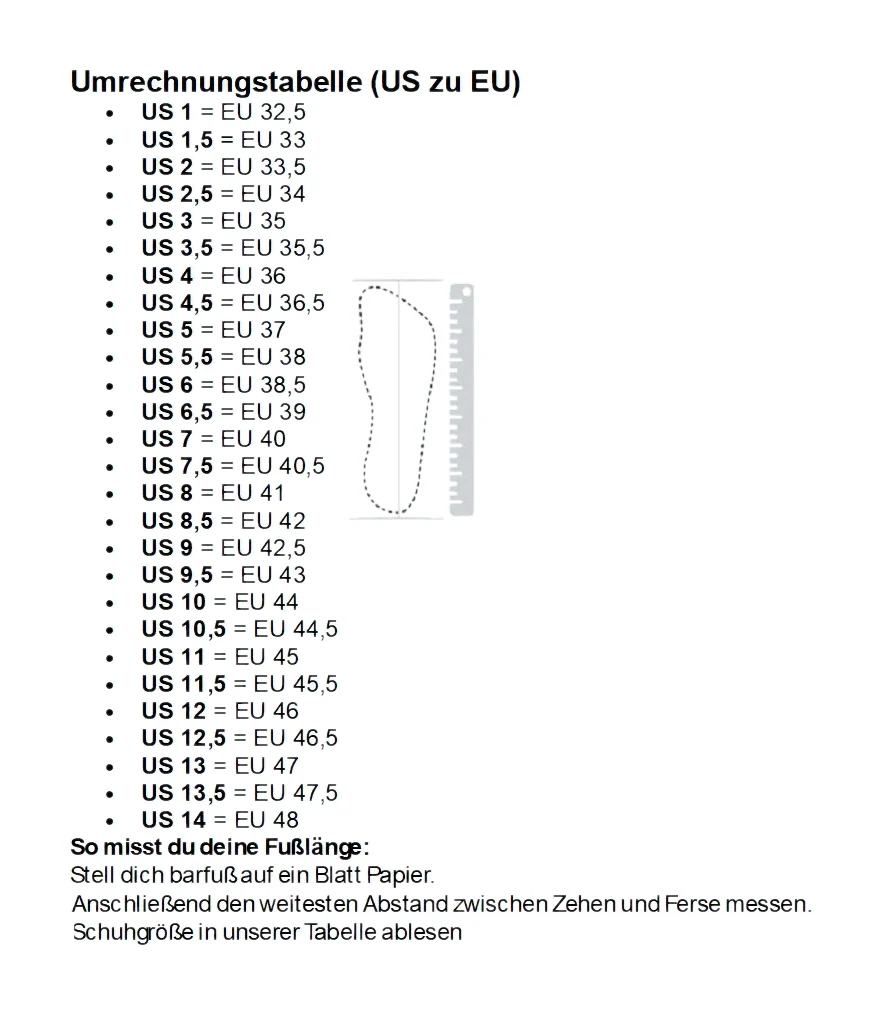 Umrechnungstabelle (US zu EU)
• US 1 = EU 32,5
• US 1,5 = EU 33
• US 2 = EU 33,5
• US 2,5 = EU 34
• US 3 = EU 35
• US 3,5 = EU 35,5
• US 4 = EU 36
• US 4,5 = EU 36,5
• US 5 = EU 37
• US 5,5 = EU 38
• US 6 = EU 38,5
• US 6,5 = EU 39
• US 7 = EU 40
• US 7,5 = EU 40,5
• US 8 = EU 41
• US 8,5 = EU 42
• US 9 = EU 42,5
• US 9,5 = EU 43
• US 10 = EU 44
• US 10,5 = EU 44,5
• US 11 = EU 45
• US 11,5 = EU 45,5
• US 12 = EU 46
• US 12,5 = EU 46,5
• US 13 = EU 47
• US 13,5 = EU 47,5
• US 14 = EU 48
So misst du deine Fußlänge:
Stell dich barfuß auf ein Blatt Papier.
Anschließend den weitesten Abstand zwischen Zehen und Ferse messen.
Schuhgröße in unserer Tabelle ablesen